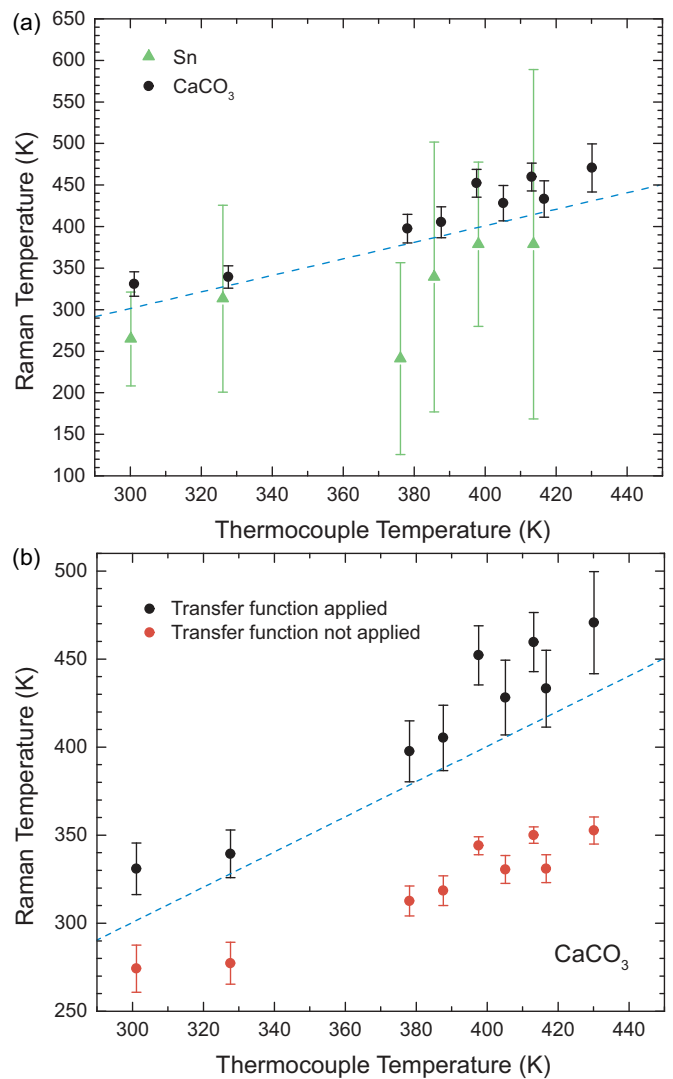 (a)
650
600
550
500
450
400
350
300
250
200
150
100
Raman Temperature (K)
Sn
CaCO₃
300 320 340 360 380 400 420 440
Thermocouple Temperature (K)
(b)
500
450
400
350
300
250
Raman Temperature (K)
Transfer function applied
Transfer function not applied
CaCO₃
300 320 340 360 380 400 420 440
Thermocouple Temperature (K)